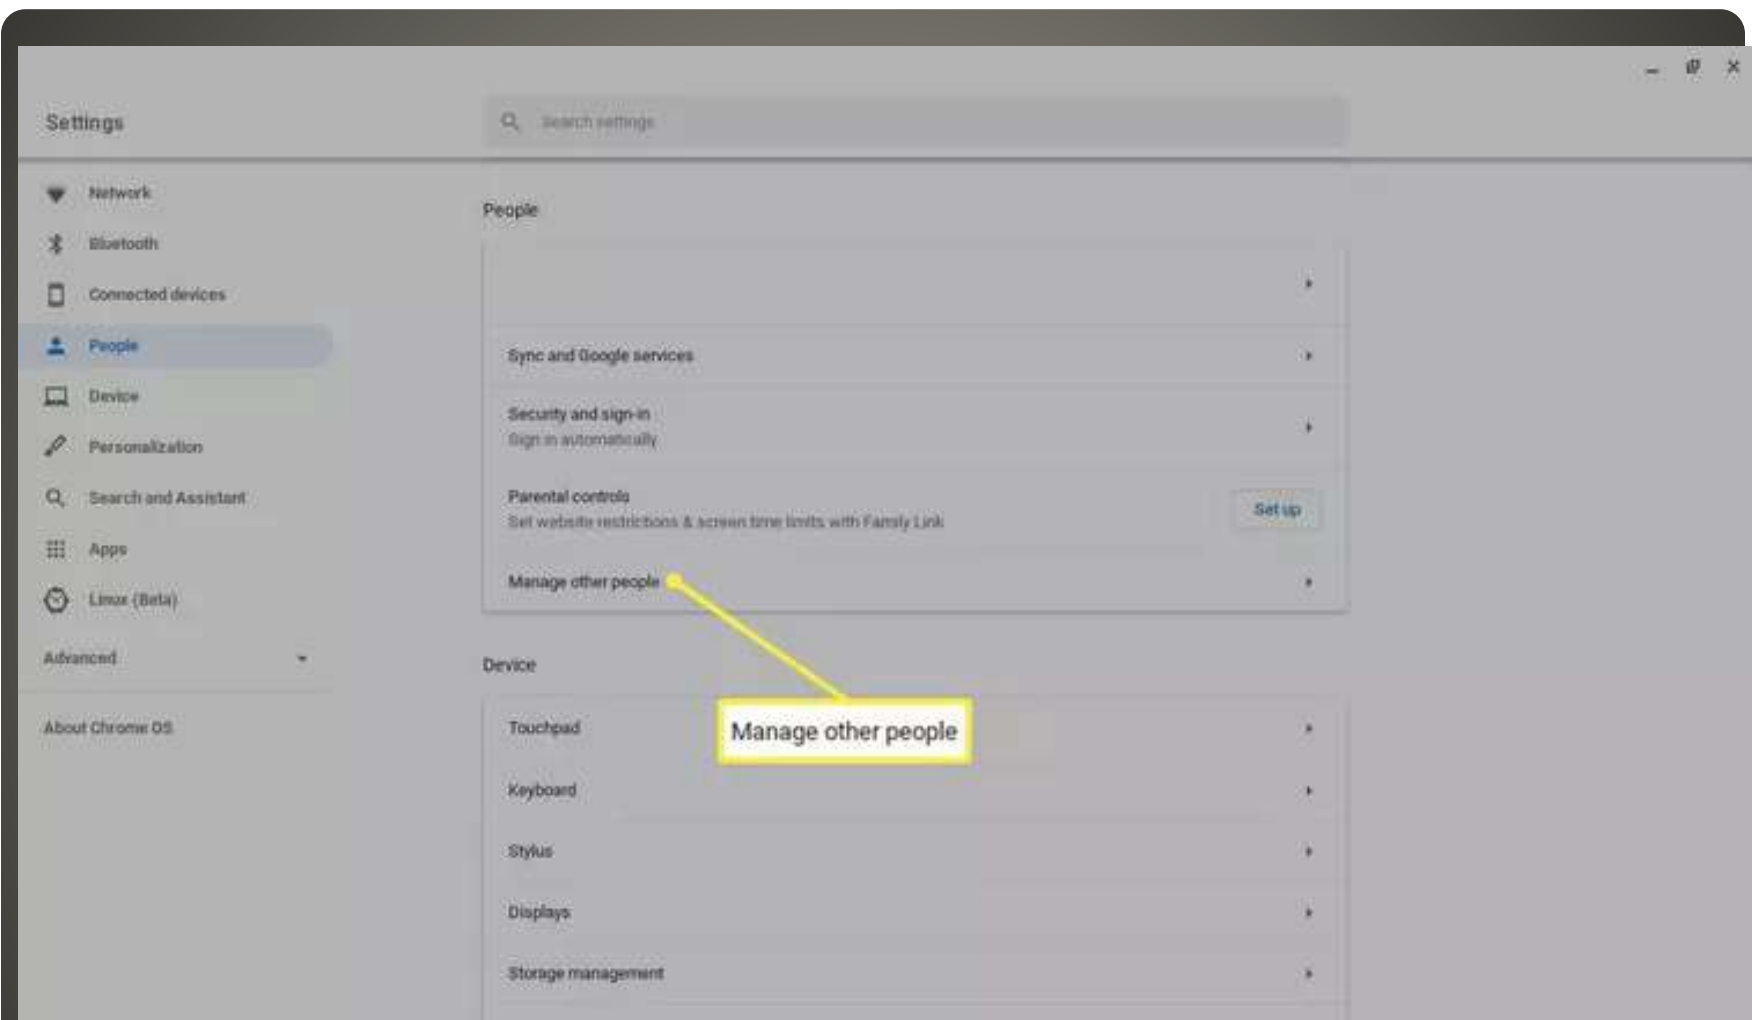 Settings
Search settings
Network
Bluetooth
Connected devices
People
Device
Personalization
Search and Assistant
Apps
Linux (Beta)
Advanced
About Chrome OS
People
Sync and Google services
Security and sign-in
Sign in automatically
Parental controls
Set website restrictions & screen time limits with Family Link
Set up
Manage other people
Device
Touchpad
Manage other people
Keyboard
Stylus
Displays
Storage management